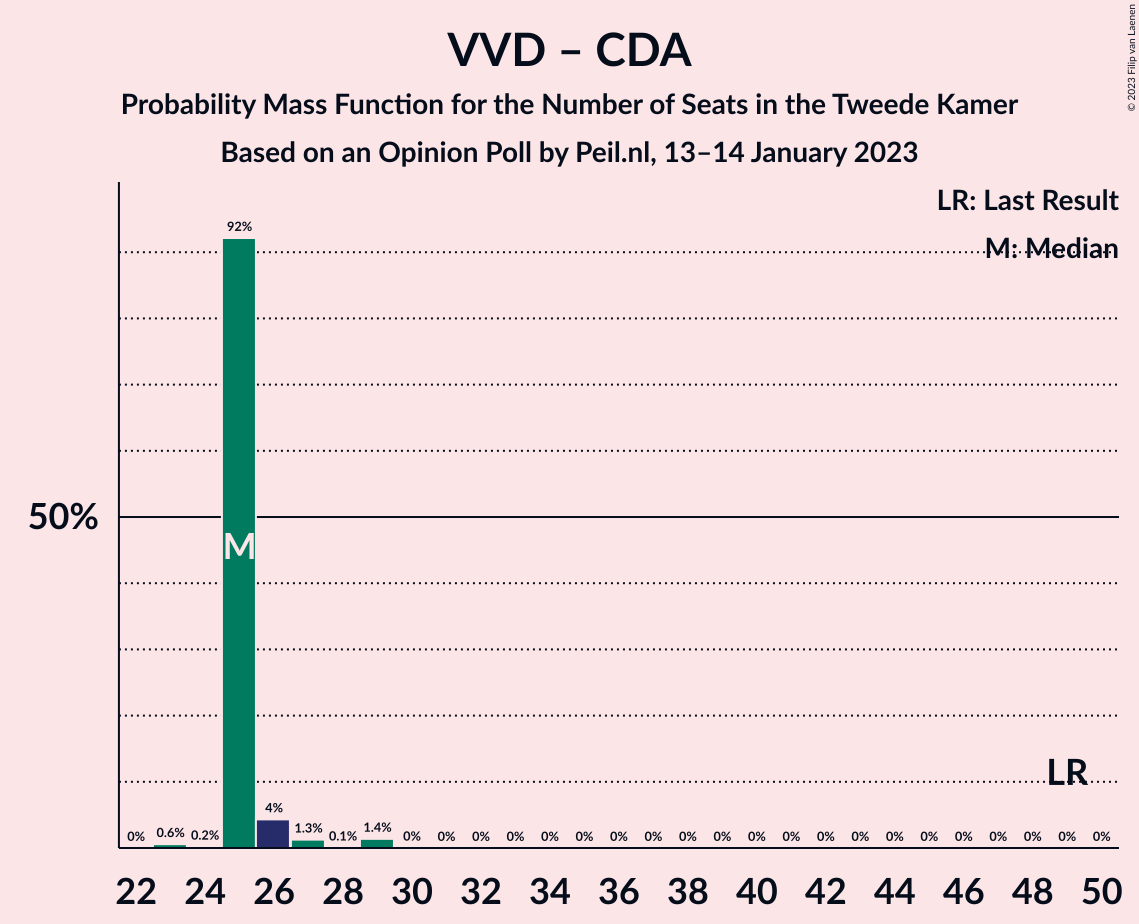 VVD – CDA
Probability Mass Function for the Number of Seats in the Tweede Kamer
Based on an Opinion Poll by Peil.nl, 13–14 January 2023
© 2023 Filip van Laenen
LR: Last Result
M: Median
92%
50%
M
LR
0% 0.6% 0.2% 4% 1.3% 0.1% 1.4% 0% 0% 0% 0% 0% 0% 0% 0% 0% 0% 0% 0% 0% 0% 0% 0% 0% 0% 0% 0% 0% 0%
22 24 26 28 30 32 34 36 38 40 42 44 46 48 50